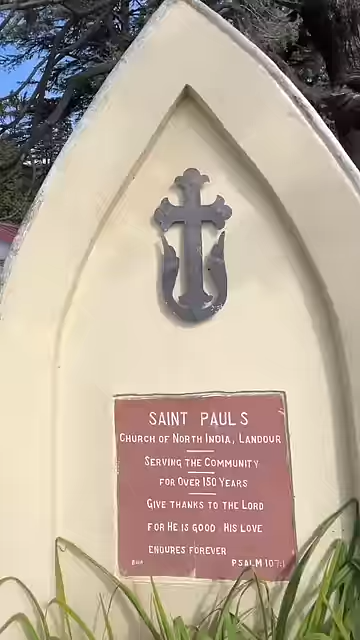 SAINT PAULS
CHURCH OF NORTH INDIA, LANDOUR
SERVING THE COMMUNITY
FOR OVER 150 YEARS
GIVE THANKS TO THE LORD
FOR HE IS GOOD HIS LOVE
ENDURES FOREVER
PSALM 107:1